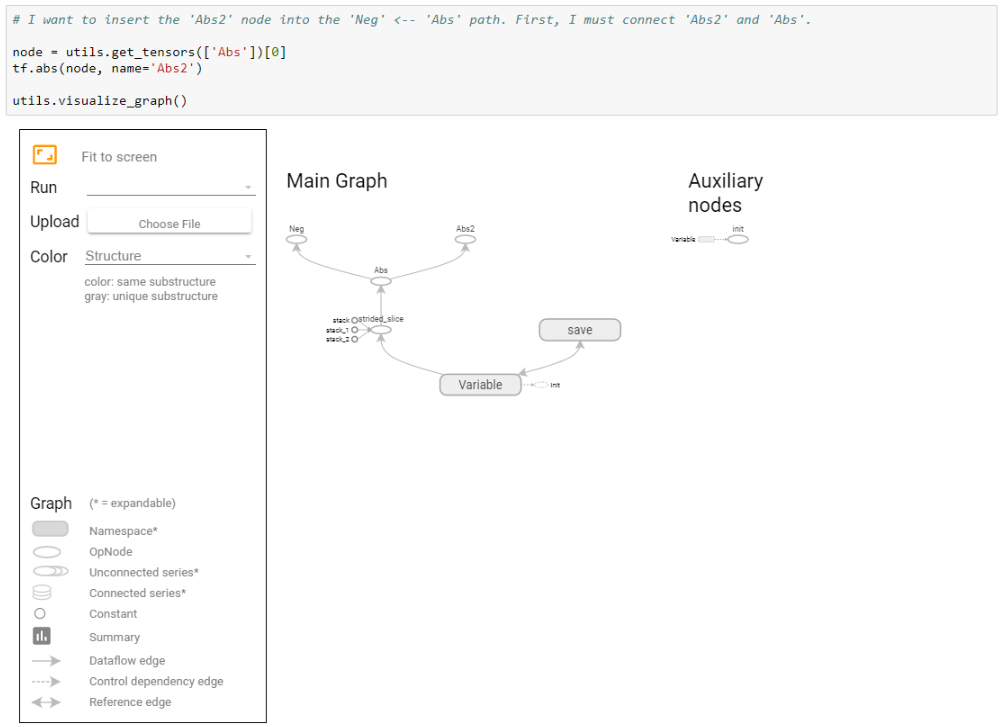 # I want to insert the 'Abs2' node into the 'Neg' <-- 'Abs' path. First, I must connect 'Abs2' and 'Abs'.
node = utils.get_tensors(['Abs'])[0]
tf.abs(node, name='Abs2')
utils.visualize_graph()
Fit to screen
Run
Upload
Choose File
Color
Structure
color: same substructure
gray: unique substructure
Graph
(* = expandable)
Namespace*
OpNode
Unconnected series*
Connected series*
Constant
Summary
Dataflow edge
Control dependency edge
Reference edge
Main Graph
Neg
Abs2
Abs
stack
strided_slice
stack_1
stack_2
save
Variable
init
Auxiliary
nodes
init
Variable